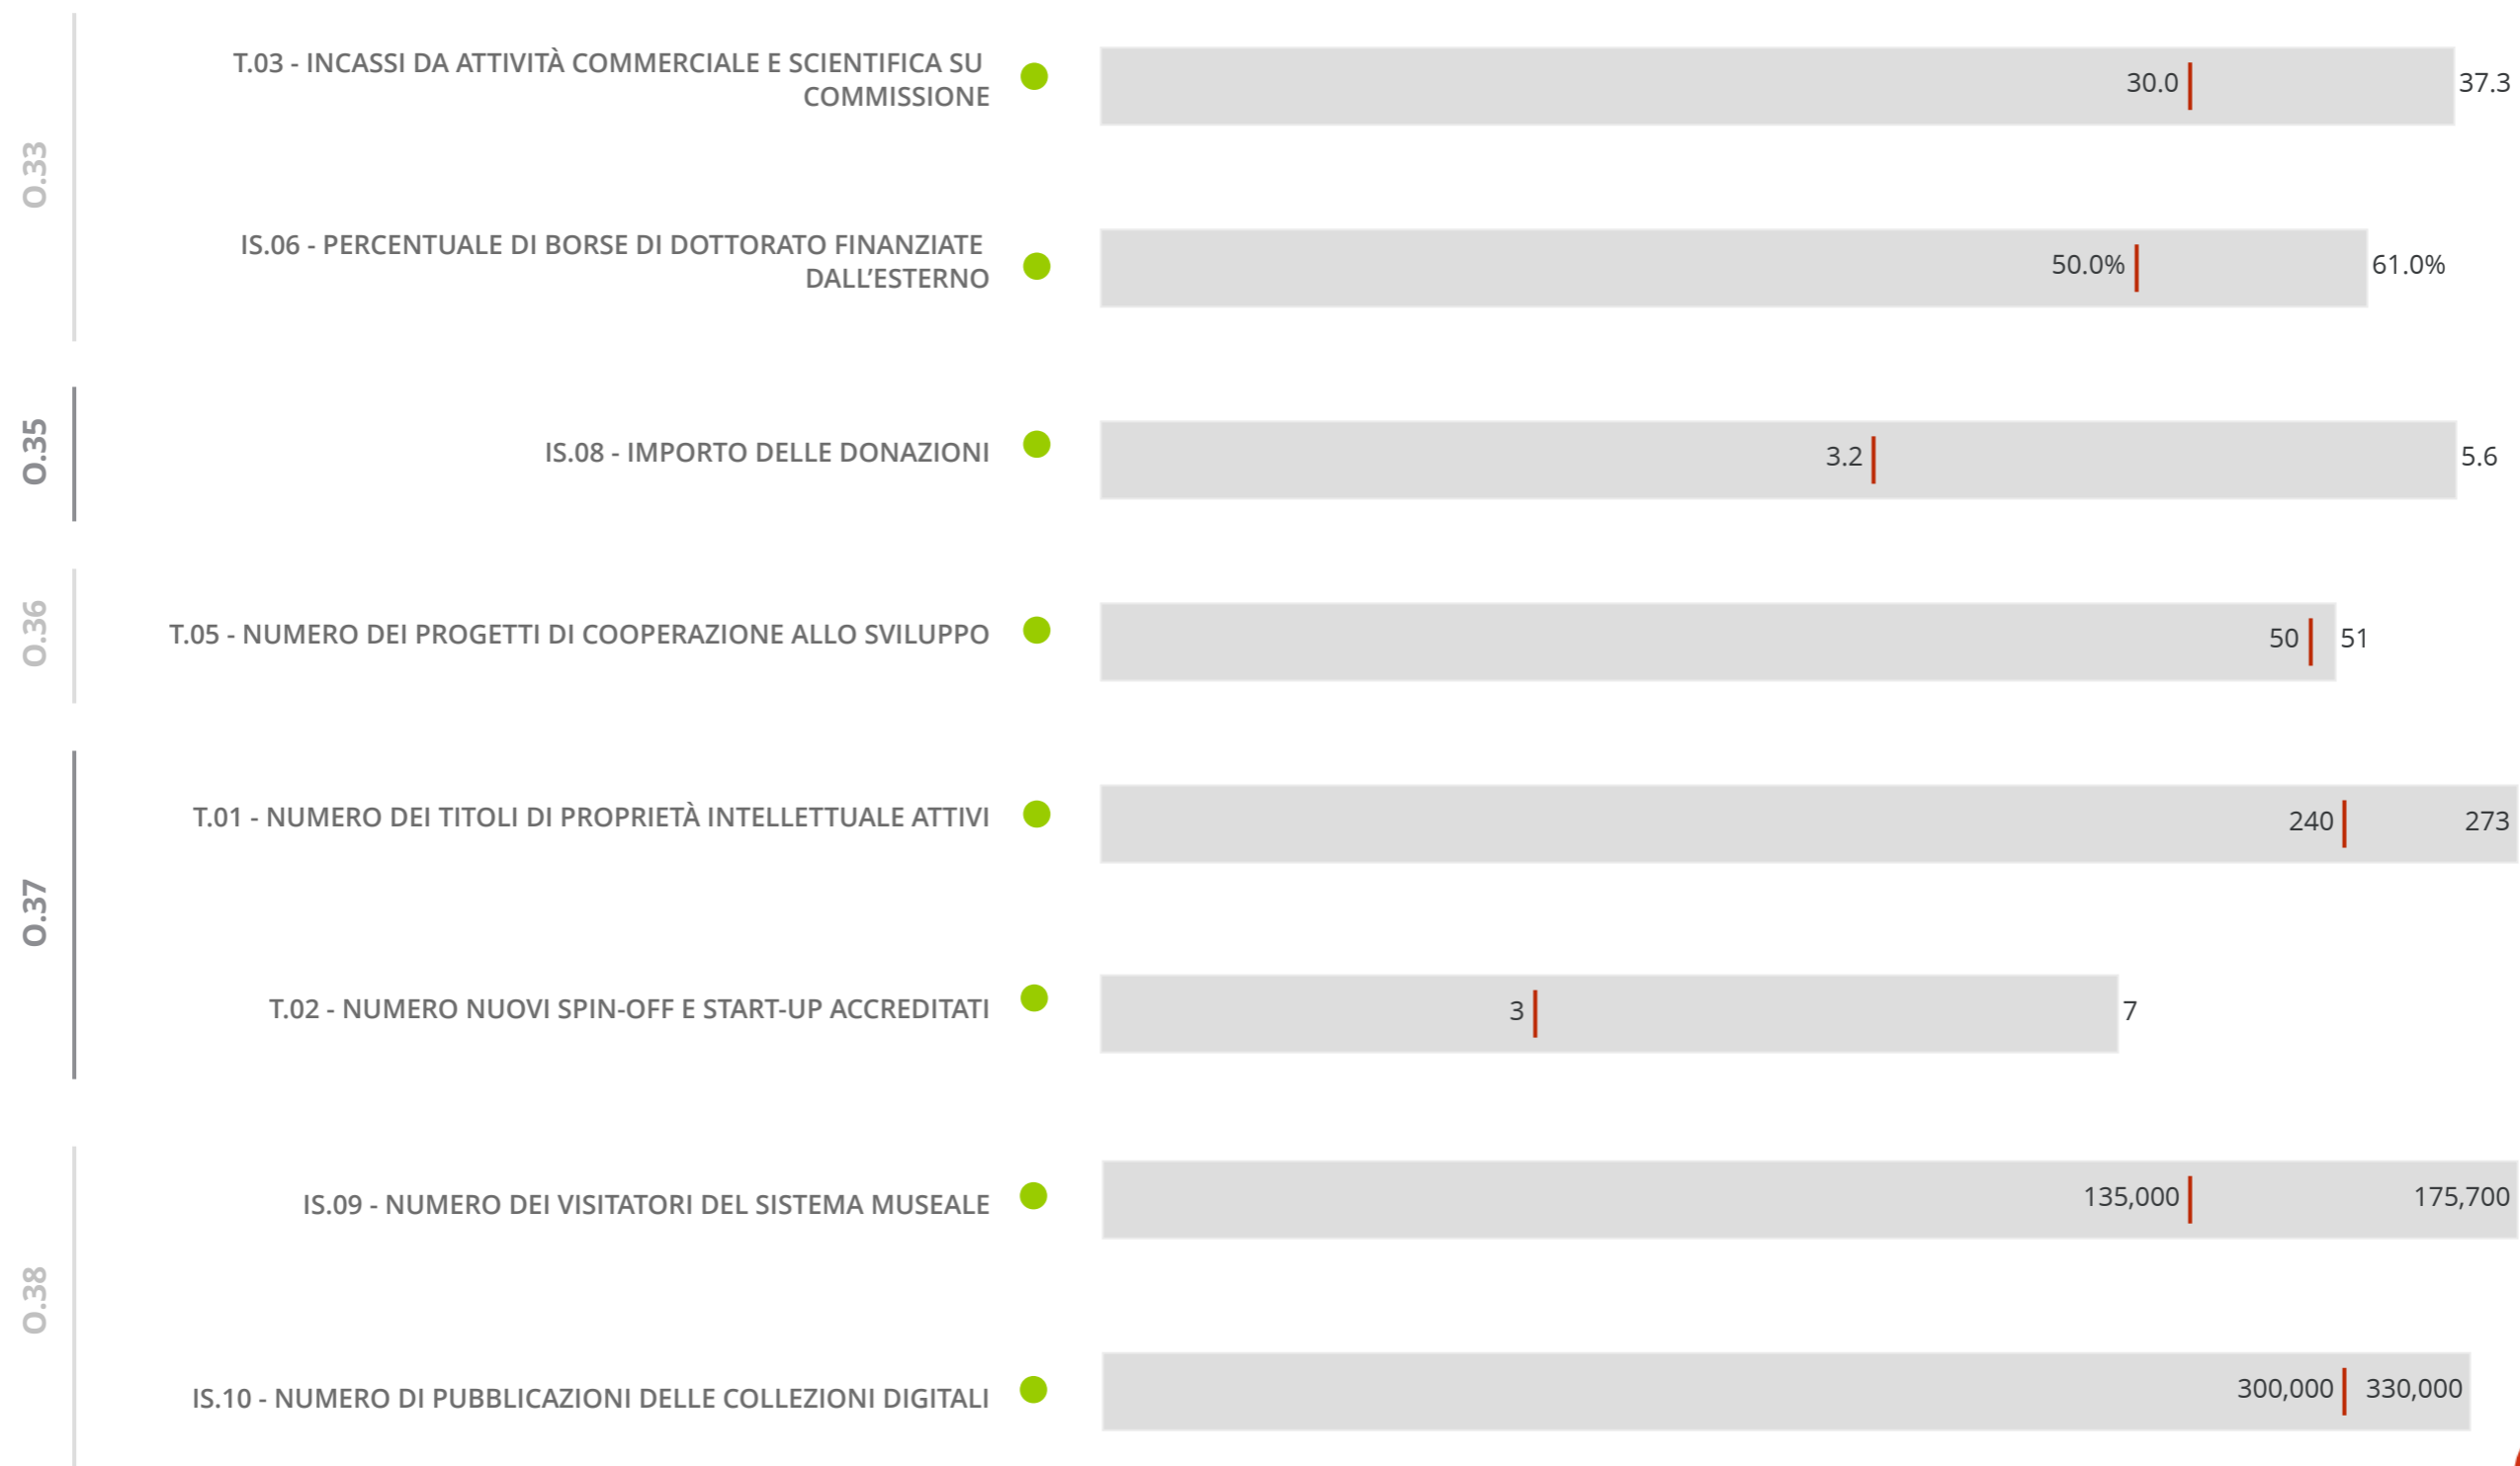 O.33
T.03 - INCASSI DA ATTIVITÀ COMMERCIALE E SCIENTIFICA SU
COMMISSIONE
30.0
37.3
IS.06 - PERCENTUALE DI BORSE DI DOTTORATO FINANZIATE
DALL’ESTERNO
50.0%
61.0%
O.35
IS.08 - IMPORTO DELLE DONAZIONI
3.2
5.6
O.36
T.05 - NUMERO DEI PROGETTI DI COOPERAZIONE ALLO SVILUPPO
50
51
O.37
T.01 - NUMERO DEI TITOLI DI PROPRIETÀ INTELLETTUALE ATTIVI
240
273
T.02 - NUMERO NUOVI SPIN-OFF E START-UP ACCREDITATI
3
7
O.38
IS.09 - NUMERO DEI VISITATORI DEL SISTEMA MUSEALE
135,000
175,700
IS.10 - NUMERO DI PUBBLICAZIONI DELLE COLLEZIONI DIGITALI
300,000
330,000